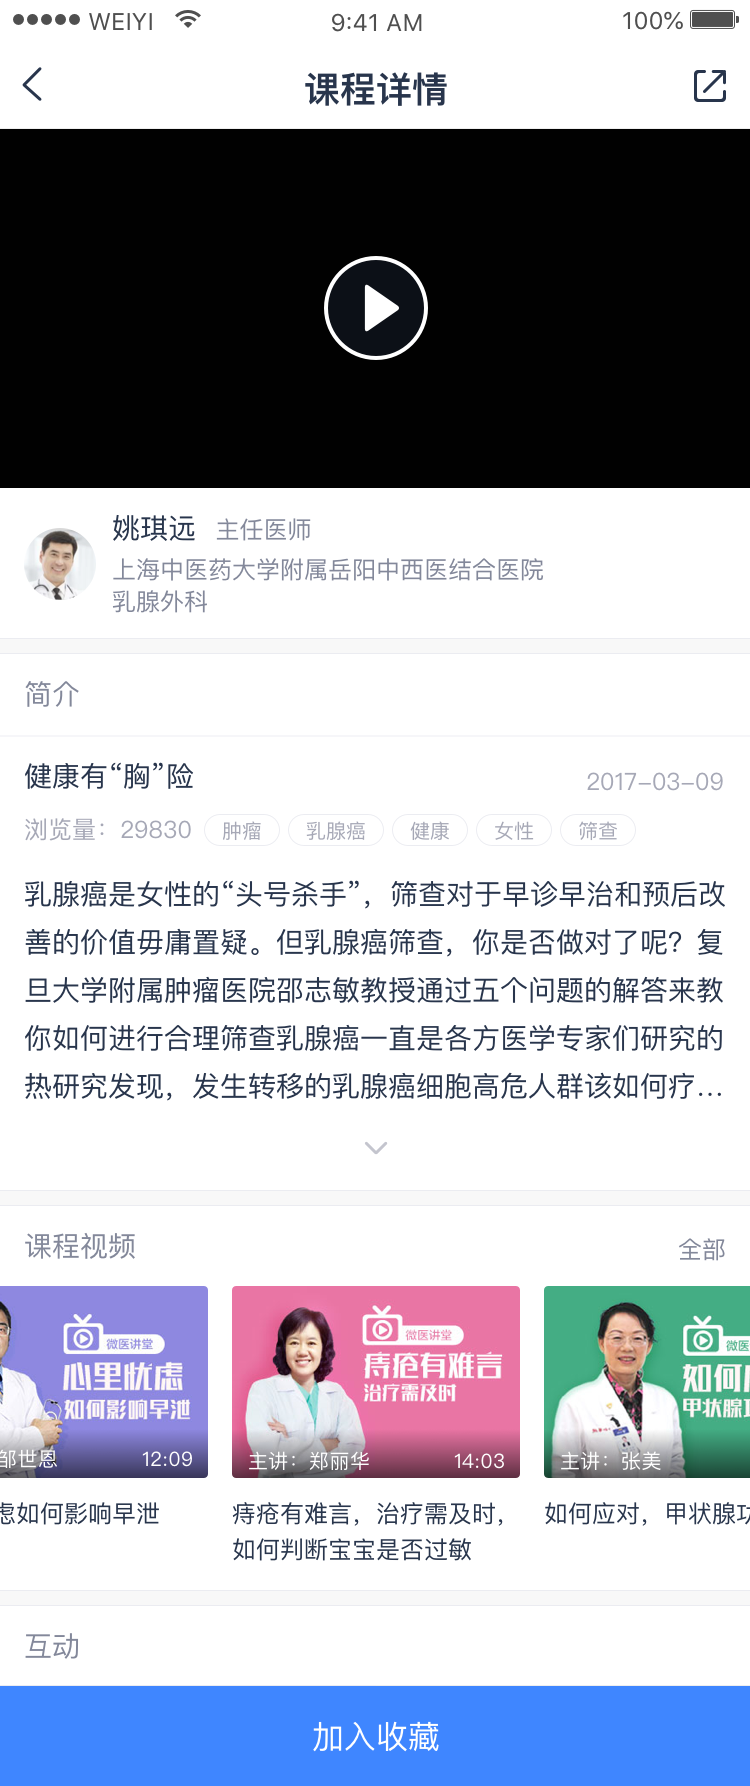 WEIYI 9:41 AM 100%
课程详情
姚琪远 主任医师
上海中医药大学附属岳阳中西医结合医院
乳腺外科
简介
健康有“胸”险 2017-03-09
浏览量：29830 肿瘤 乳腺癌 健康 女性 筛查
乳腺癌是女性的“头号杀手”，筛查对于早诊早治和预后改
善的价值毋庸置疑。但乳腺癌筛查，你是否做对了呢？复
旦大学附属肿瘤医院邵志敏教授通过五个问题的解答来教
你如何进行合理筛查乳腺癌一直是各方医学专家们研究的
热研究发现，发生转移的乳腺癌细胞高危人群该如何疗…
课程视频 全部
微医讲堂
心里忧虑
如何影响早泄
邹世恩 12:09
虑如何影响早泄
微医讲堂
痔疮有难言
治疗需及时
主讲：郑丽华 14:03
痔疮有难言，治疗需及时，
如何判断宝宝是否过敏
微医
如何
甲状腺
主讲：张美
如何应对，甲状腺功
互动
加入收藏